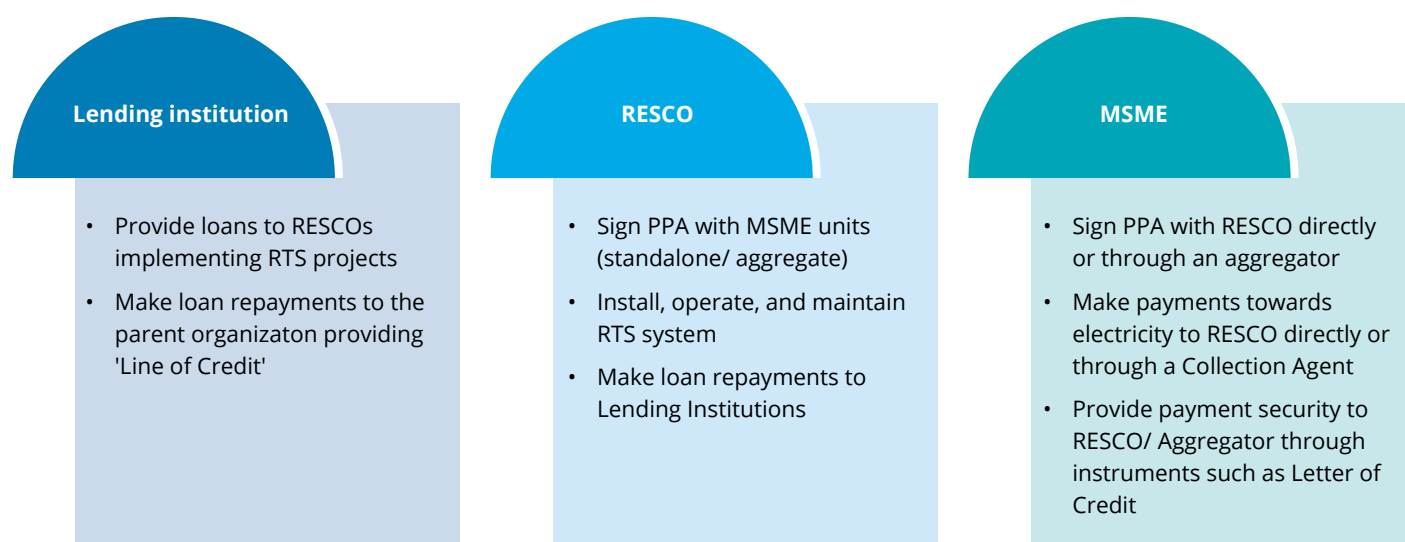 Lending institution
• Provide loans to RESCOs
implementing RTS projects
• Make loan repayments to the
parent organizaton providing
'Line of Credit'
RESCO
• Sign PPA with MSME units
(standalone/ aggregate)
• Install, operate, and maintain
RTS system
• Make loan repayments to
Lending Institutions
MSME
• Sign PPA with RESCO directly
or through an aggregator
• Make payments towards
electricity to RESCO directly or
through a Collection Agent
• Provide payment security to
RESCO/ Aggregator through
instruments such as Letter of
Credit